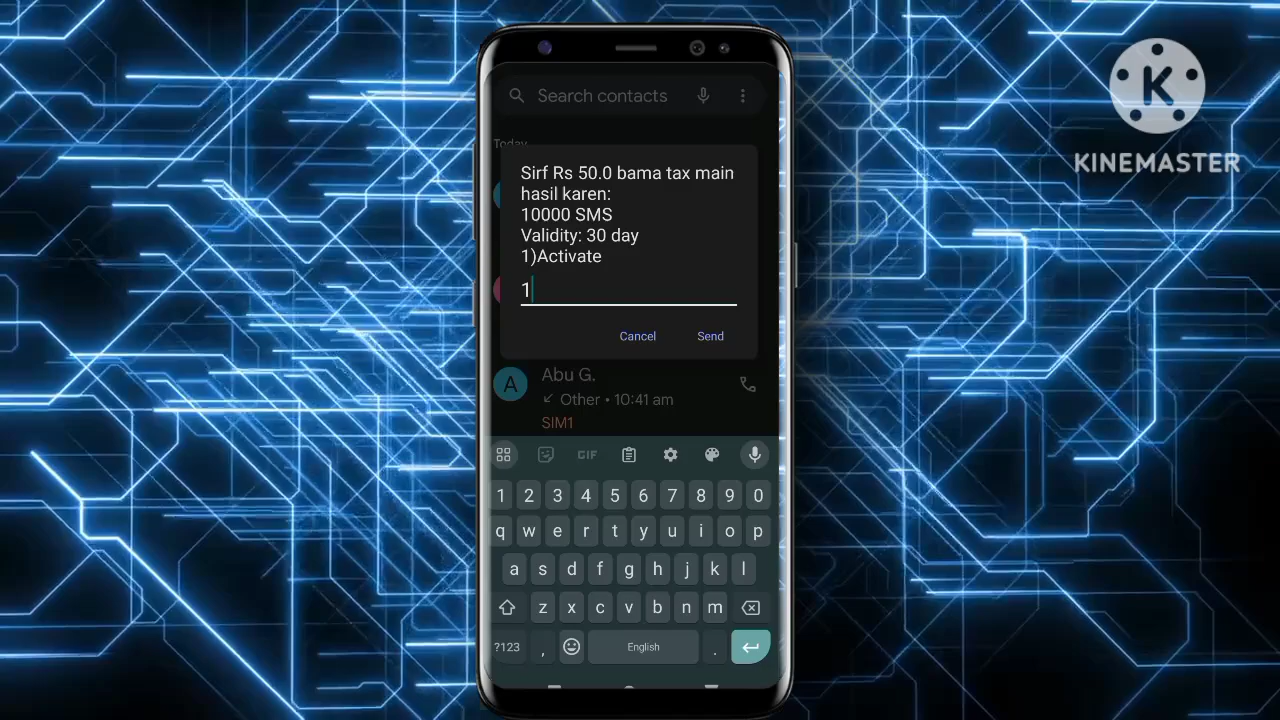 Search contacts
Today
Sirf Rs 50.0 bama tax main
hasil karen:
10000 SMS
Validity: 30 day
1)Activate
1
Cancel Send
A Abu G.
Other • 10:41 am
SIM1
GIF
1 2 3 4 5 6 7 8 9 0
q w e r t y u i o p
a s d f g h j k l
z x c v b n m
?123 , English .
K
KINEMASTER